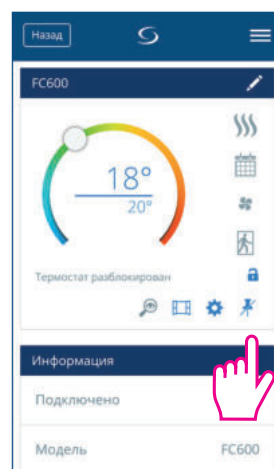 Назад
FC600
18°
20°
Термостат разблокирован
Информация
Подключено
Модель FC600